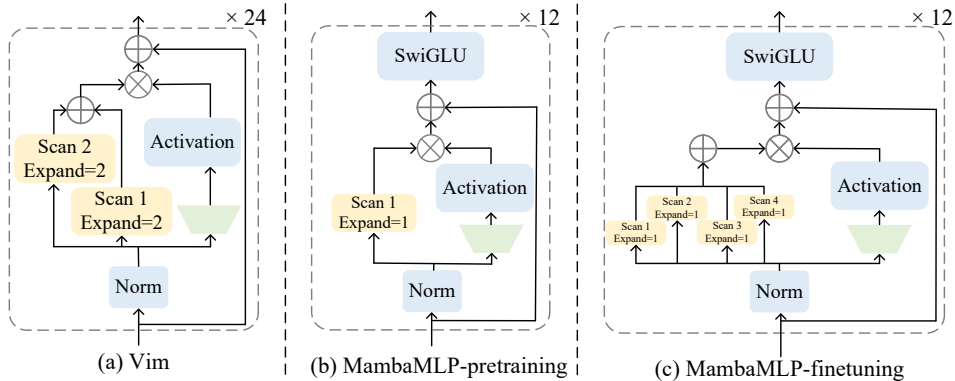 × 24
Scan 2
Expand=2
Scan 1
Expand=2
Activation
Norm
(a) Vim
× 12
SwiGLU
Scan 1
Expand=1
Activation
Norm
(b) MambaMLP-pretraining
× 12
SwiGLU
Scan 1
Expand=1
Scan 2
Expand=1
Scan 3
Expand=1
Scan 4
Expand=1
Activation
Norm
(c) MambaMLP-finetuning